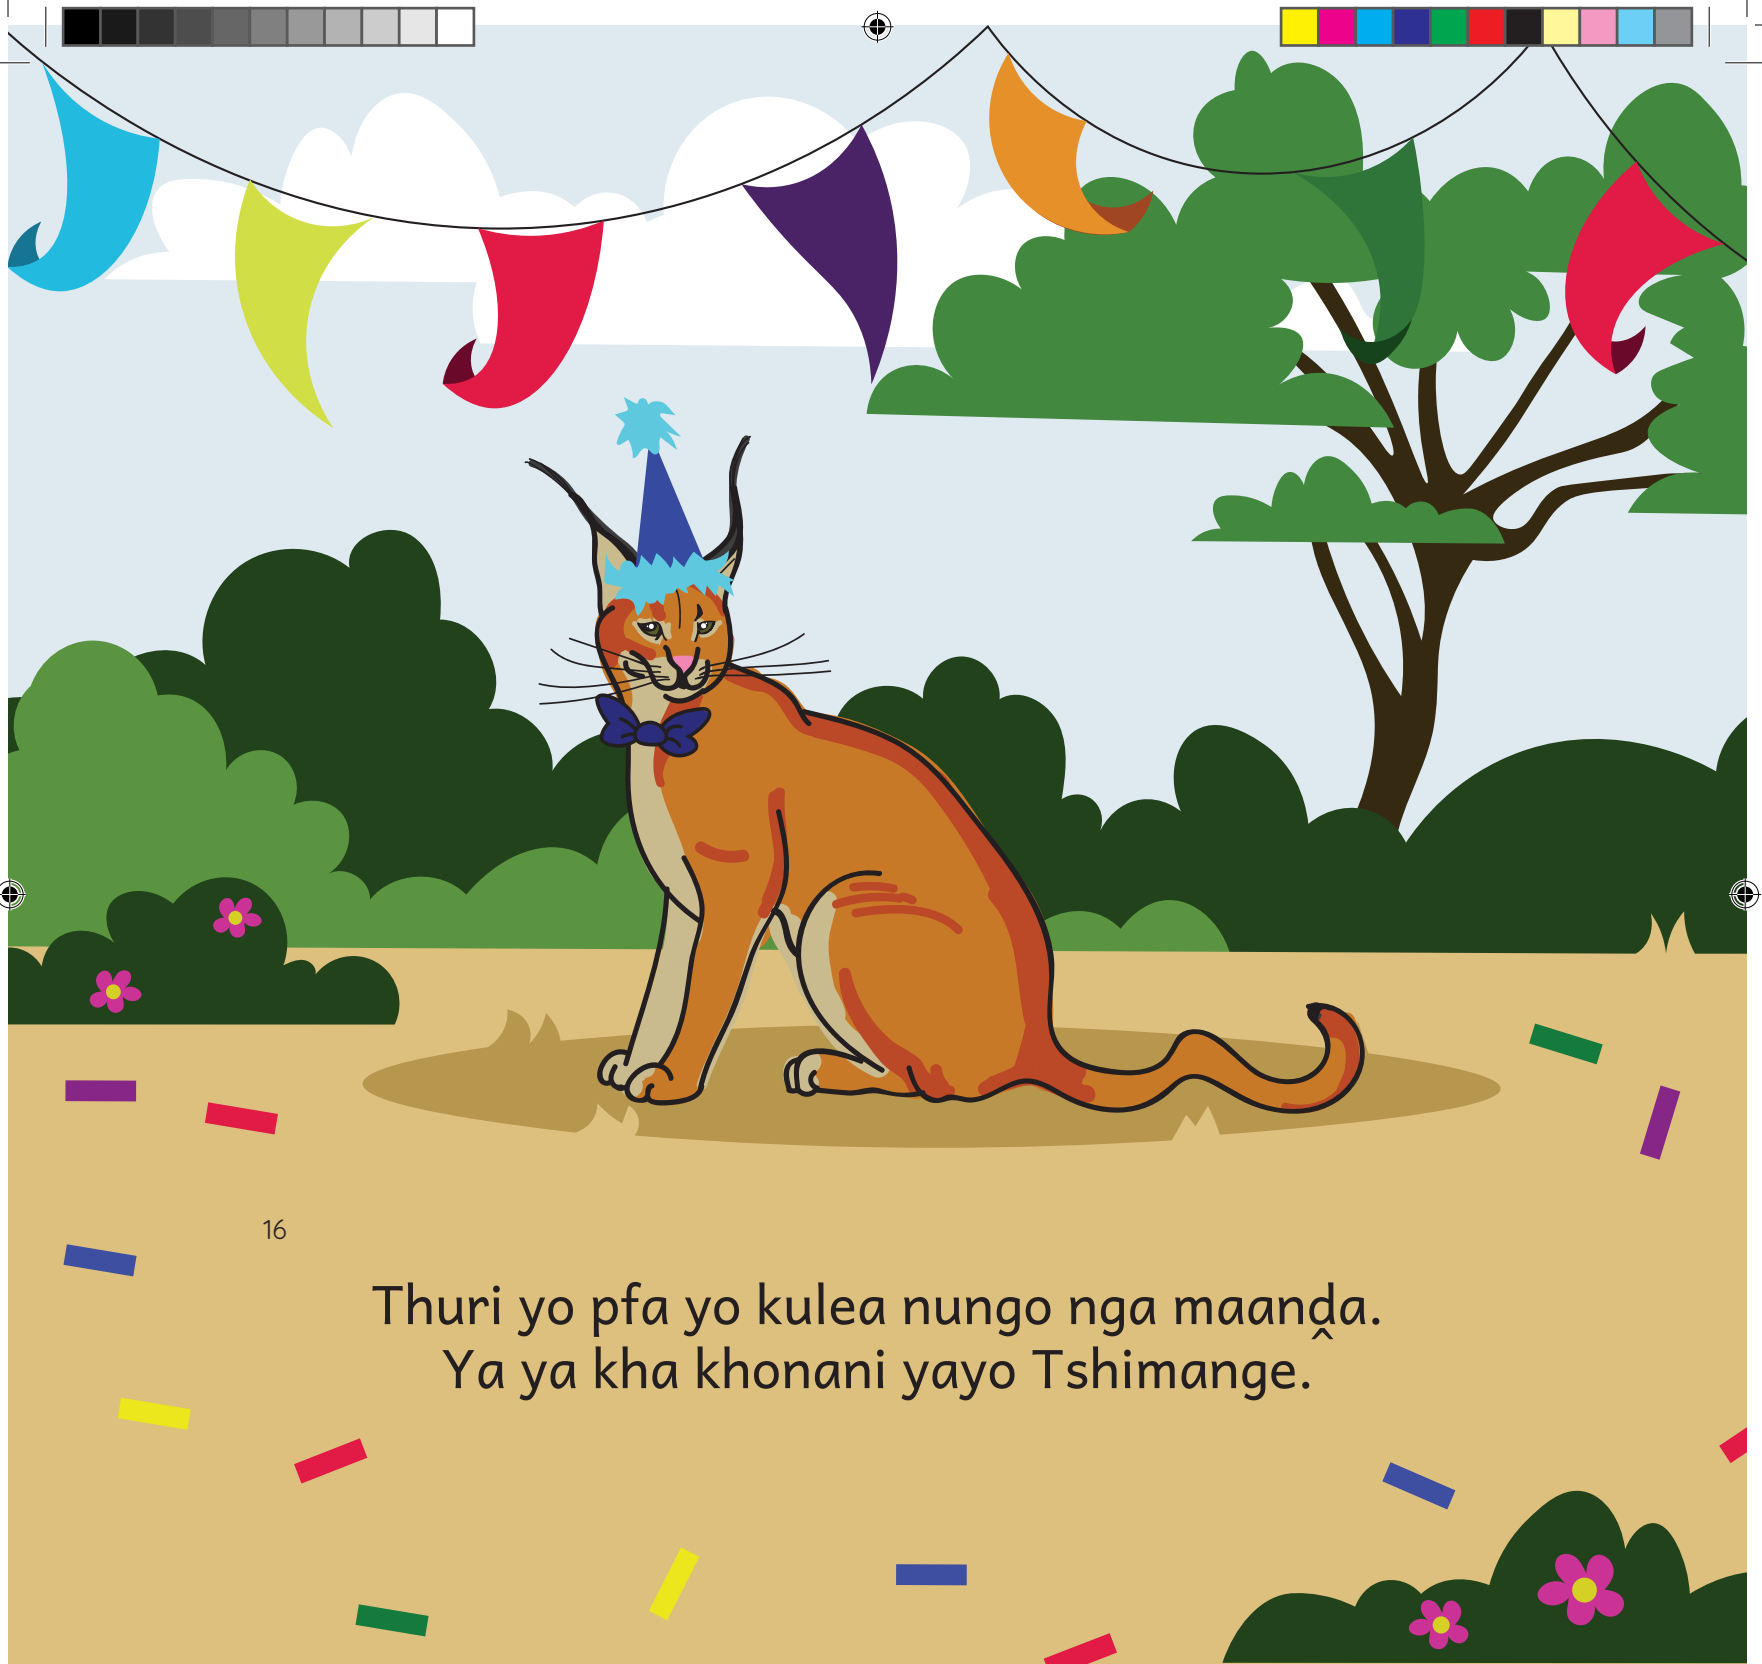 16
Thuri yo pfa yo kulea nungo nga maanḓa.
Ya ya kha khonani yayo Tshimange.